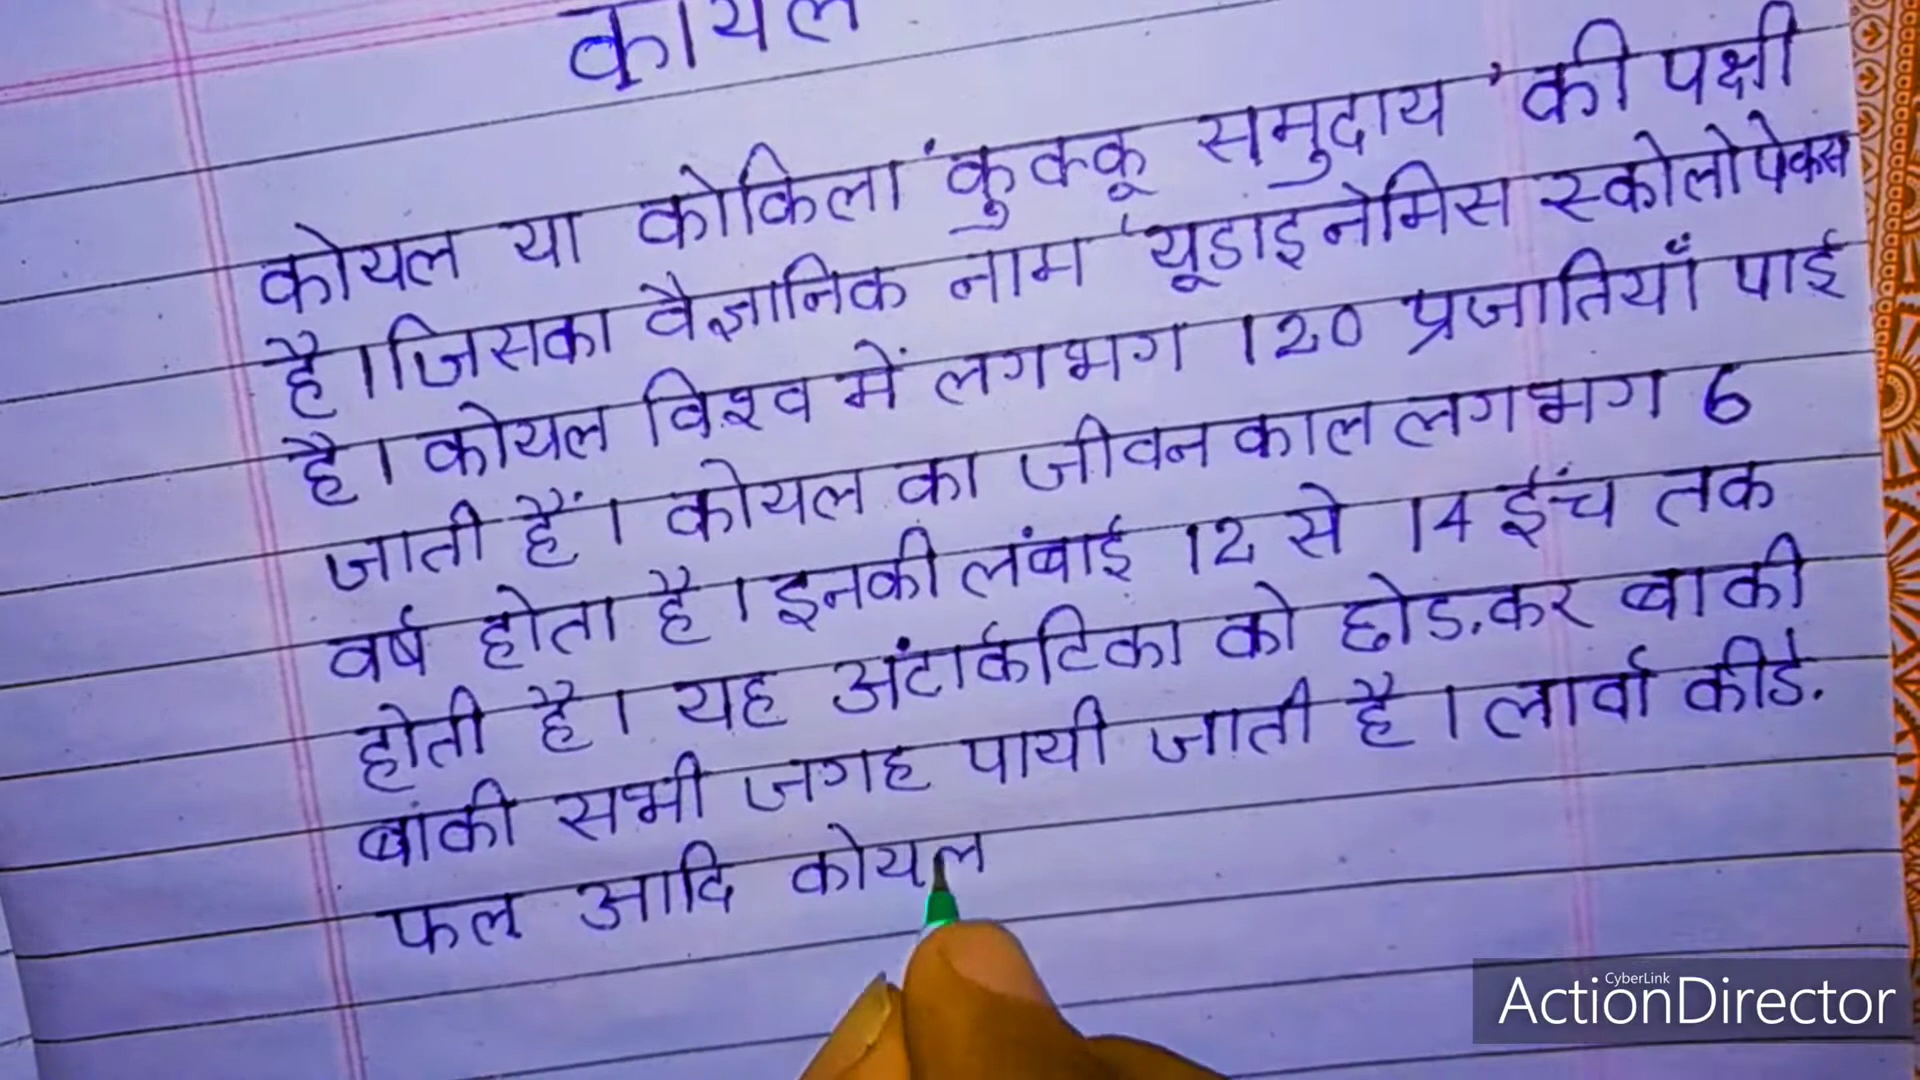 कोयल
कोयल या कोकिला 'कुक्कू समुदाय' की पक्षी
है। जिसका वैज्ञानिक नाम 'यूडाइनेमिस स्कोलोपेकस
है। कोयल विश्व में लगभग 120 प्रजातियाँ पाई
जाती हैं। कोयल का जीवन काल लगभग 6
वर्ष होता है। इनकी लंबाई 12 से 14 ईंच तक
होती है। यह अंटार्कटिका को छोड़कर बाकी
बांकी सभी जगह पायी जाती है। लार्वा कीड़े
फल आदि कोयल
CyberLink
ActionDirector